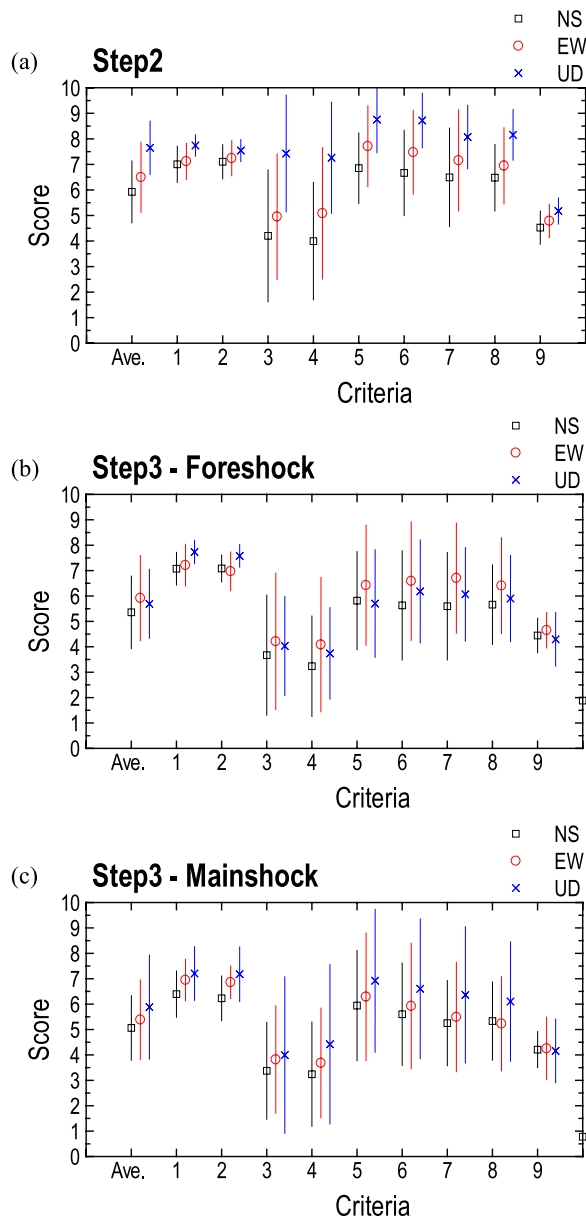 NS
EW
UD
(a) Step2
10
9
8
7
6
5
4
3
2
1
0
Score
Ave. 1 2 3 4 5 6 7 8 9
Criteria
NS
EW
UD
(b) Step3 - Foreshock
10
9
8
7
6
5
4
3
2
1
0
Score
Ave. 1 2 3 4 5 6 7 8 9
Criteria
NS
EW
UD
(c) Step3 - Mainshock
10
9
8
7
6
5
4
3
2
1
0
Score
Ave. 1 2 3 4 5 6 7 8 9
Criteria